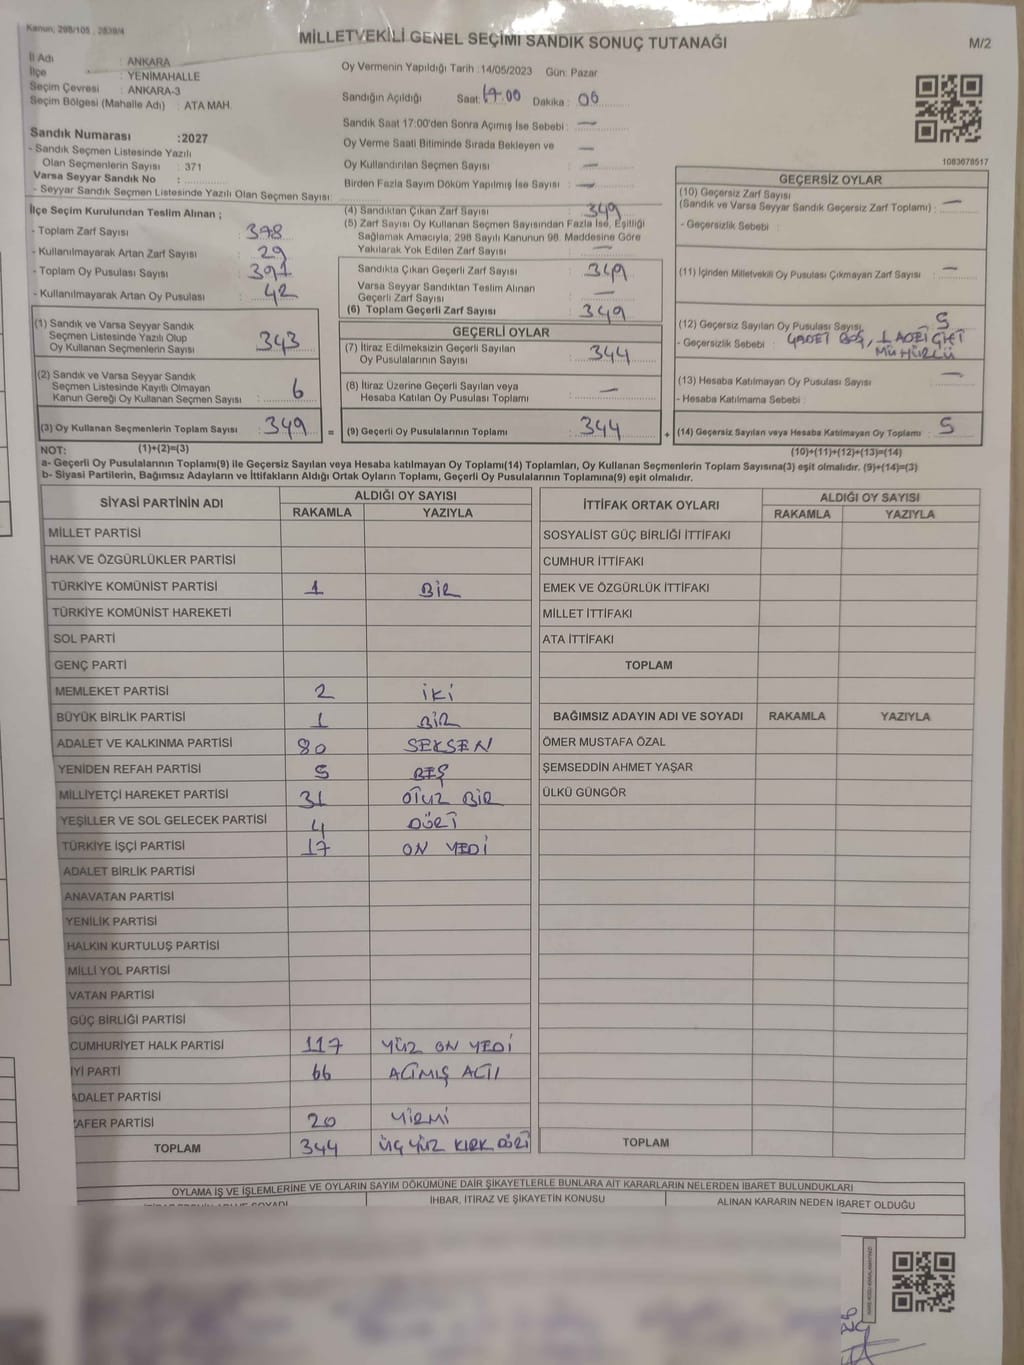 Kanun, 298/105 , 2839/4
MİLLETVEKİLİ GENEL SEÇİMİ SANDIK SONUÇ TUTANAĞI
M/2
İl Adı : ANKARA
İlçe : YENİMAHALLE
Seçim Çevresi : ANKARA-3
Seçim Bölgesi (Mahalle Adı) : ATA MAH.
Oy Vermenin Yapıldığı Tarih : 14/05/2023 Gün: Pazar
Sandığın Açıldığı Saat: 17.00 Dakika : 00
Sandık Saat 17:00'den Sonra Açmış İse Sebebi : —
Oy Verme Saati Bitiminde Sırada Bekleyen ve
Oy Kullandırılan Seçmen Sayısı : —
Birden Fazla Sayım Döküm Yapılmış İse Sayısı : —
1083678517
Sandık Numarası :2027
- Sandık Seçmen Listesinde Yazılı
Olan Seçmenlerin Sayısı : 371
Varsa Seyyar Sandık No :
- Seyyar Sandık Seçmen Listesinde Yazılı Olan Seçmen Sayısı:
İlçe Seçim Kurulundan Teslim Alınan ;
- Toplam Zarf Sayısı : 398
- Kullanılmayarak Artan Zarf Sayısı : 29
- Toplam Oy Pusulası Sayısı : 391
- Kullanılmayarak Artan Oy Pusulası : 42
(1) Sandık ve Varsa Seyyar Sandık
Seçmen Listesinde Yazılı Olup
Oy Kullanan Seçmenlerin Sayısı : 343
(2) Sandık ve Varsa Seyyar Sandık
Seçmen Listesinde Kayıtlı Olmayan
Kanun Gereği Oy Kullanan Seçmen Sayısı : 6
(3) Oy Kullanan Seçmenlerin Toplam Sayısı : 349
(4) Sandıktan Çıkan Zarf Sayısı : 349
(5) Zarf Sayısı Oy Kullanan Seçmen Sayısından Fazla İse, Eşitliği
Sağlamak Amacıyla, 298 Sayılı Kanunun 98. Maddesine Göre
Yakılarak Yok Edilen Zarf Sayısı : —
Sandıkta Çıkan Geçerli Zarf Sayısı : 349
Varsa Seyyar Sandıktan Teslim Alınan
Geçerli Zarf Sayısı : —
(6) Toplam Geçerli Zarf Sayısı : 349
GEÇERLİ OYLAR
(7) İtiraz Edilmeksizin Geçerli Sayılan
Oy Pusulalarının Sayısı : 344
(8) İtiraz Üzerine Geçerli Sayılan veya
Hesaba Katılan Oy Pusulası Toplamı : —
= (9) Geçerli Oy Pusulalarının Toplamı : 344
GEÇERSİZ OYLAR
(10) Geçersiz Zarf Sayısı
(Sandık ve Varsa Seyyar Sandık Geçersiz Zarf Toplamı) : —
- Geçersizlik Sebebi :
(11) İçinden Milletvekili Oy Pusulası Çıkmayan Zarf Sayısı : —
(12) Geçersiz Sayılan Oy Pusulası Sayısı : 5
- Geçersizlik Sebebi : 4 ADET BOŞ, 1 ADET ÇİFT
MÜHÜRLÜ
(13) Hesaba Katılmayan Oy Pusulası Sayısı : —
- Hesaba Katılmama Sebebi :
+ (14) Geçersiz Sayılan veya Hesaba Katılmayan Oy Toplamı : 5
NOT: (1)+(2)=(3) (10)+(11)+(12)+(13)=(14)
a- Geçerli Oy Pusulalarının Toplamı(9) ile Geçersiz Sayılan veya Hesaba katılmayan Oy Toplamı(14) Toplamları, Oy Kullanan Seçmenlerin Toplam Sayısına(3) eşit olmalıdır. (9)+(14)=(3)
b- Siyasi Partilerin, Bağımsız Adayların ve İttifakların Aldığı Ortak Oyların Toplamı, Geçerli Oy Pusulalarının Toplamına(9) eşit olmalıdır.
SİYASİ PARTİNİN ADI ALDIĞI OY SAYISI
RAKAMLA YAZIYLA
MİLLET PARTİSİ
HAK VE ÖZGÜRLÜKLER PARTİSİ
TÜRKİYE KOMÜNİST PARTİSİ 1 BİR
TÜRKİYE KOMÜNİST HAREKETİ
SOL PARTİ
GENÇ PARTİ
MEMLEKET PARTİSİ 2 İKİ
BÜYÜK BİRLİK PARTİSİ 1 BİR
ADALET VE KALKINMA PARTİSİ 80 SEKSEN
YENİDEN REFAH PARTİSİ 5 BEŞ
MİLLİYETÇİ HAREKET PARTİSİ 31 OTUZ BİR
YEŞİLLER VE SOL GELECEK PARTİSİ 4 DÖRT
TÜRKİYE İŞÇİ PARTİSİ 17 ON YEDİ
ADALET BİRLİK PARTİSİ
ANAVATAN PARTİSİ
YENİLİK PARTİSİ
HALKIN KURTULUŞ PARTİSİ
MİLLİ YOL PARTİSİ
VATAN PARTİSİ
GÜÇ BİRLİĞİ PARTİSİ
CUMHURİYET HALK PARTİSİ 117 YÜZ ON YEDİ
İYİ PARTİ 66 ATMIŞ ALTI
ADALET PARTİSİ
ZAFER PARTİSİ 20 YİRMİ
TOPLAM 344 ÜÇ YÜZ KIRK DÖRT
İTTİFAK ORTAK OYLARI ALDIĞI OY SAYISI
RAKAMLA YAZIYLA
SOSYALİST GÜÇ BİRLİĞİ İTTİFAKI
CUMHUR İTTİFAKI
EMEK VE ÖZGÜRLÜK İTTİFAKI
MİLLET İTTİFAKI
ATA İTTİFAKI
TOPLAM
BAĞIMSIZ ADAYIN ADI VE SOYADI RAKAMLA YAZIYLA
ÖMER MUSTAFA ÖZAL
ŞEMSEDDİN AHMET YAŞAR
ÜLKÜ GÜNGÖR
TOPLAM
OYLAMA İŞ VE İŞLEMLERİNE VE OYLARIN SAYIM DÖKÜMÜNE DAİR ŞİKAYETLERLE BUNLARA AİT KARARLARIN NELERDEN İBARET BULUNDUKLARI
İHBAR, İTİRAZ VE ŞİKAYETİN KONUSU
ALINAN KARARIN NEDEN İBARET OLDUĞU